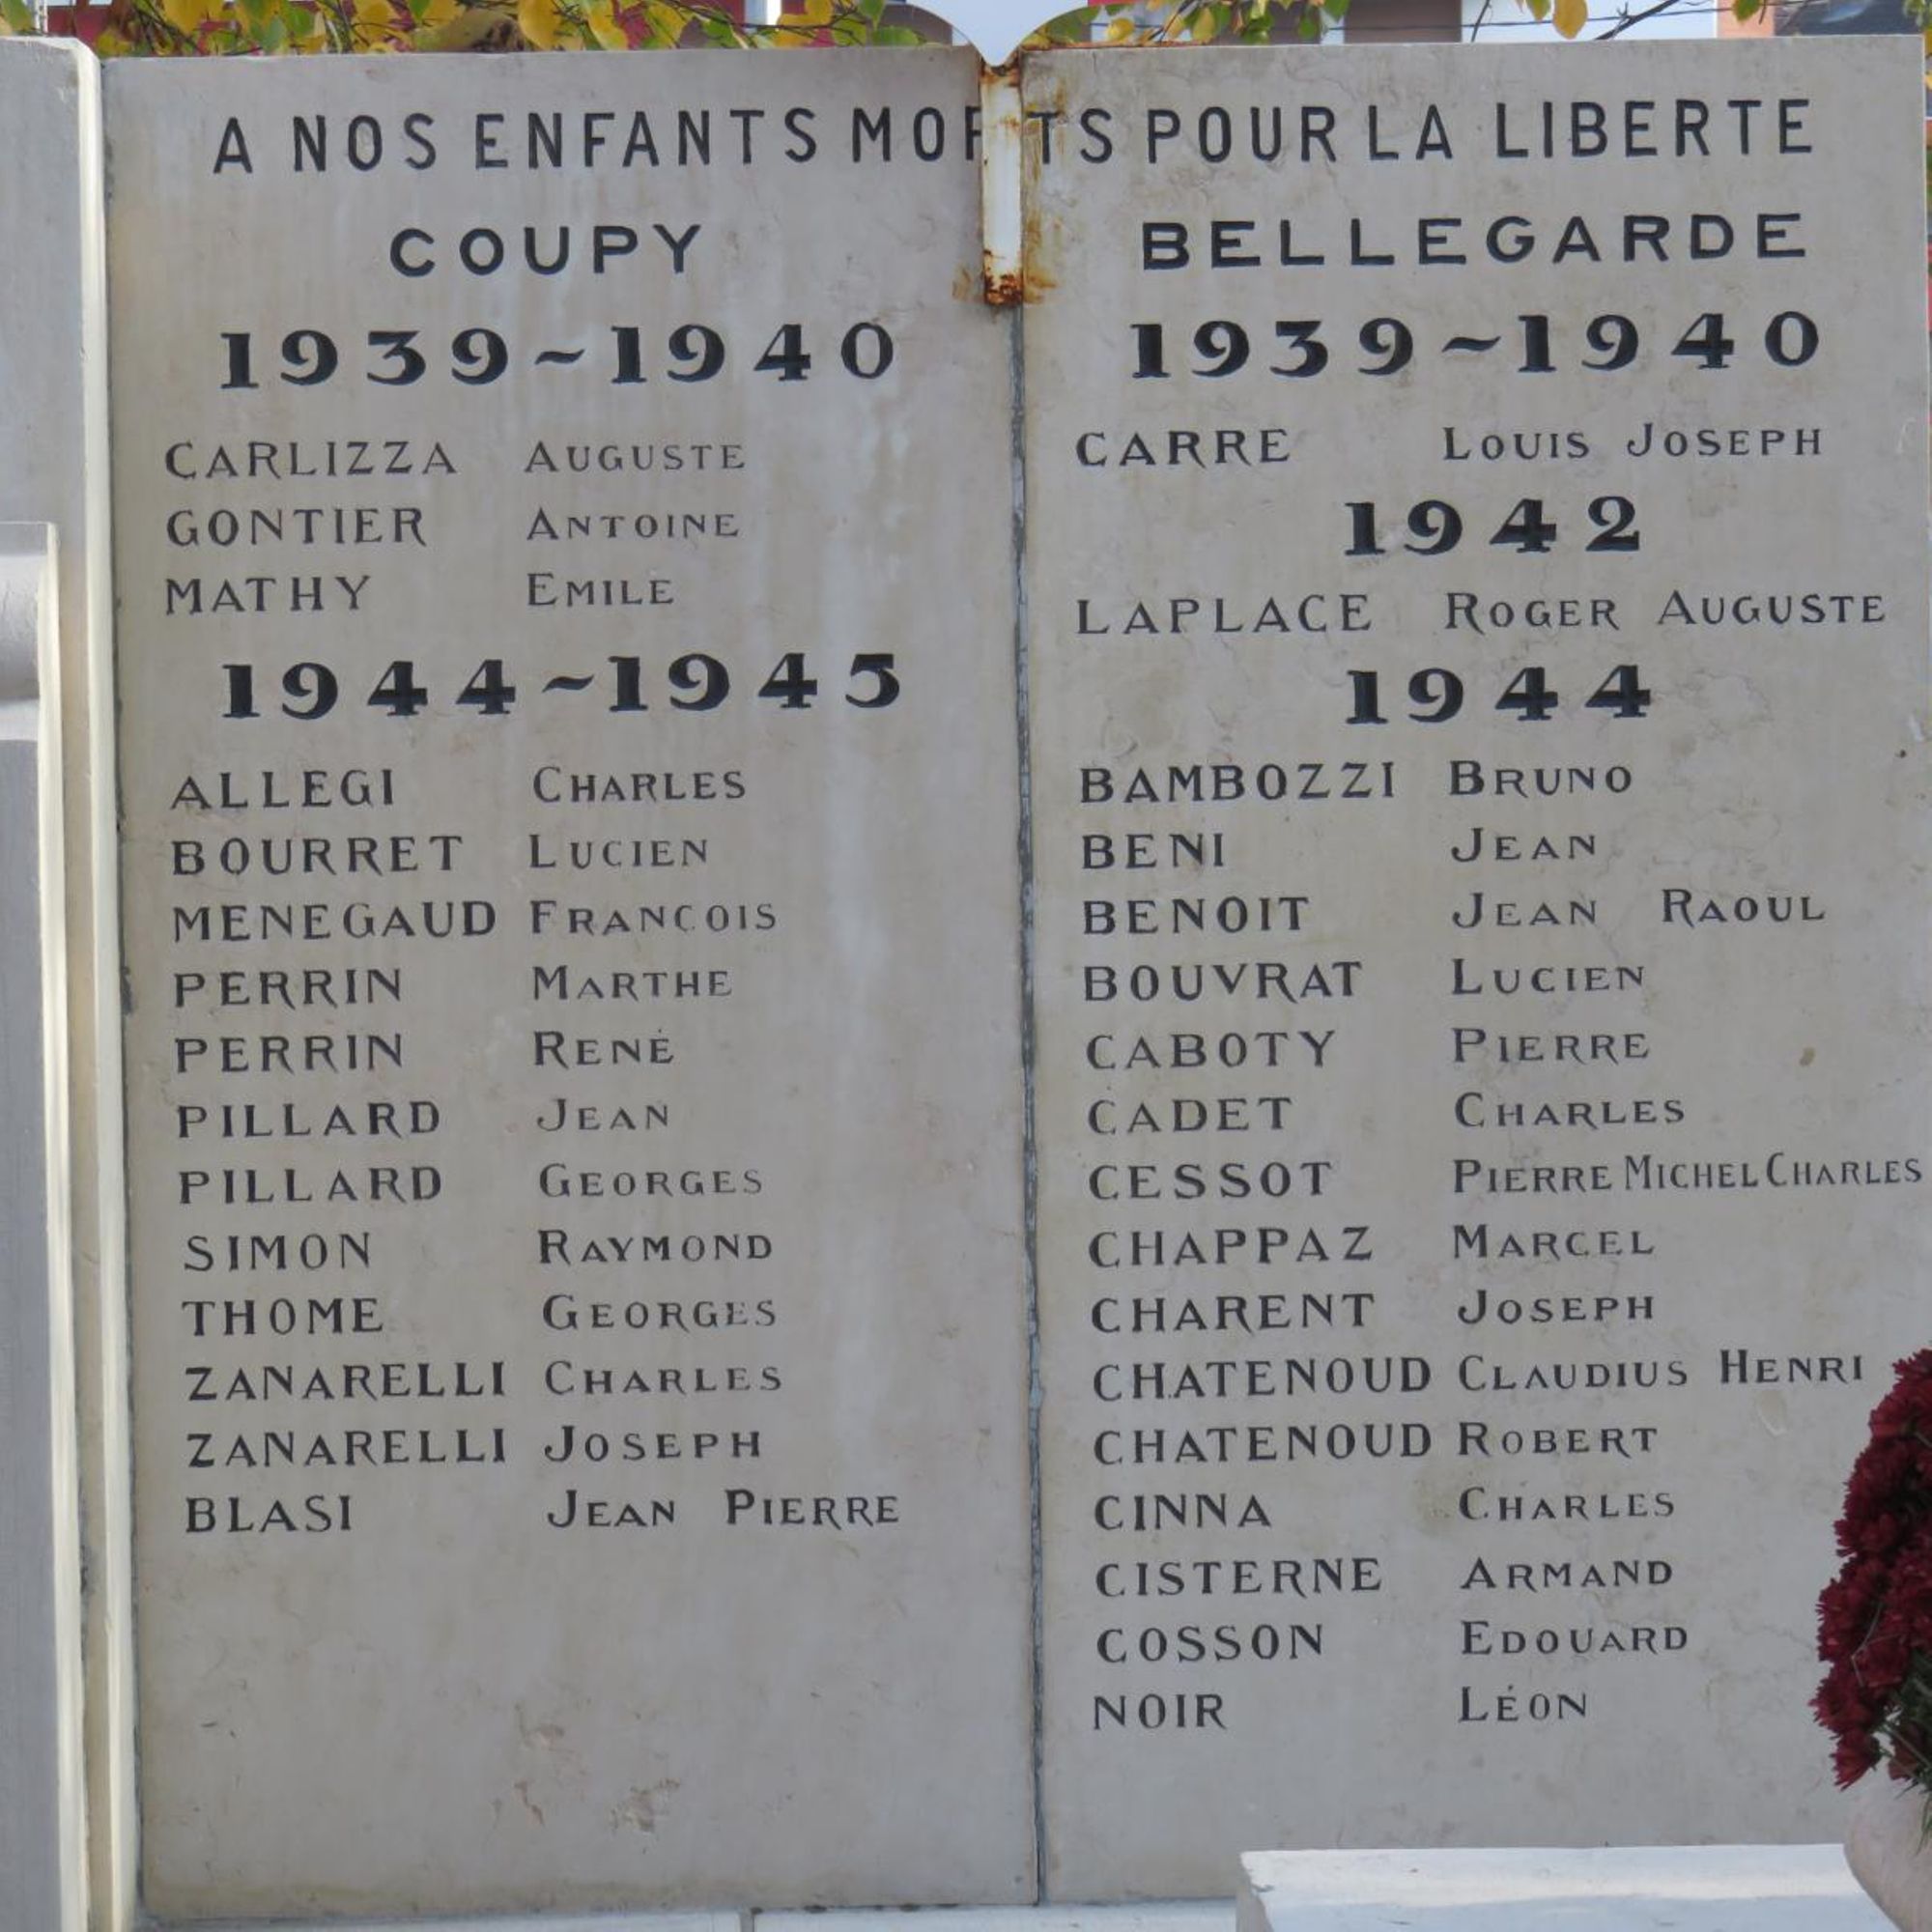 A NOS ENFANTS MORTS POUR LA LIBERTE
COUPY
1939~1940
CARLIZZA AUGUSTE
GONTIER ANTOINE
MATHY EMILE
1944~1945
ALLEGI CHARLES
BOURRET LUCIEN
MENEGAUD FRANCOIS
PERRIN MARTHE
PERRIN RENÉ
PILLARD JEAN
PILLARD GEORGES
SIMON RAYMOND
THOME GEORGES
ZANARELLI CHARLES
ZANARELLI JOSEPH
BLASI JEAN PIERRE
BELLEGARDE
1939~1940
CARRE LOUIS JOSEPH
1942
LAPLACE ROGER AUGUSTE
1944
BAMBOZZI BRUNO
BENI JEAN
BENOIT JEAN RAOUL
BOUVRAT LUCIEN
CABOTY PIERRE
CADET CHARLES
CESSOT PIERRE MICHEL CHARLES
CHAPPAZ MARCEL
CHARENT JOSEPH
CHATENOUD CLAUDIUS HENRI
CHATENOUD ROBERT
CINNA CHARLES
CISTERNE ARMAND
COSSON EDOUARD
NOIR LÉON